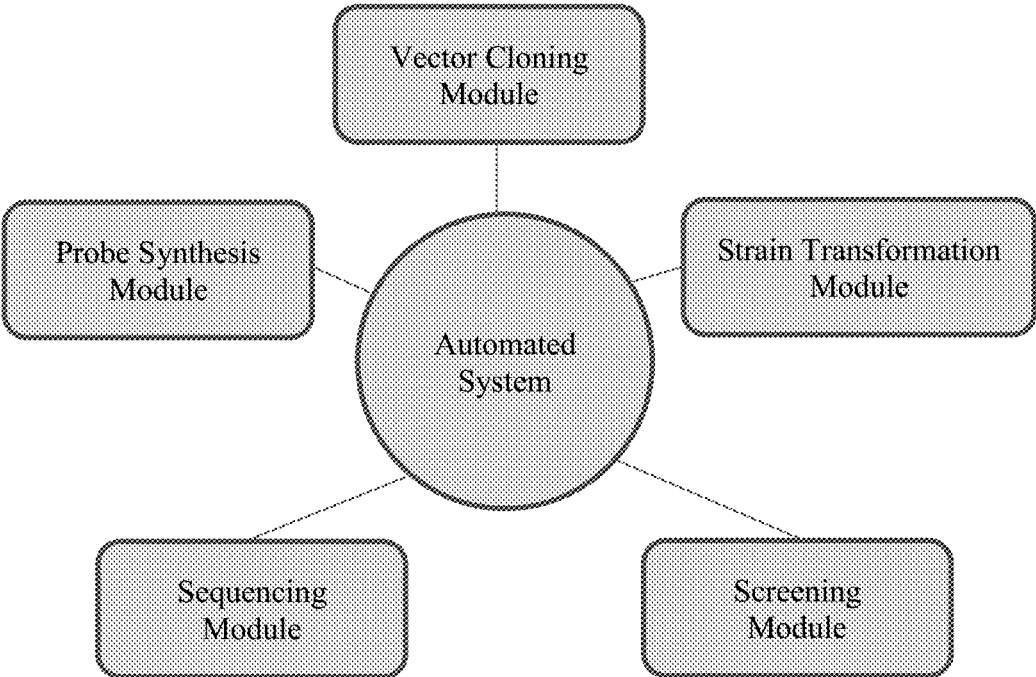 Vector Cloning
Module
Probe Synthesis
Module
Strain Transformation
Module
Automated
System
Sequencing
Module
Screening
Module